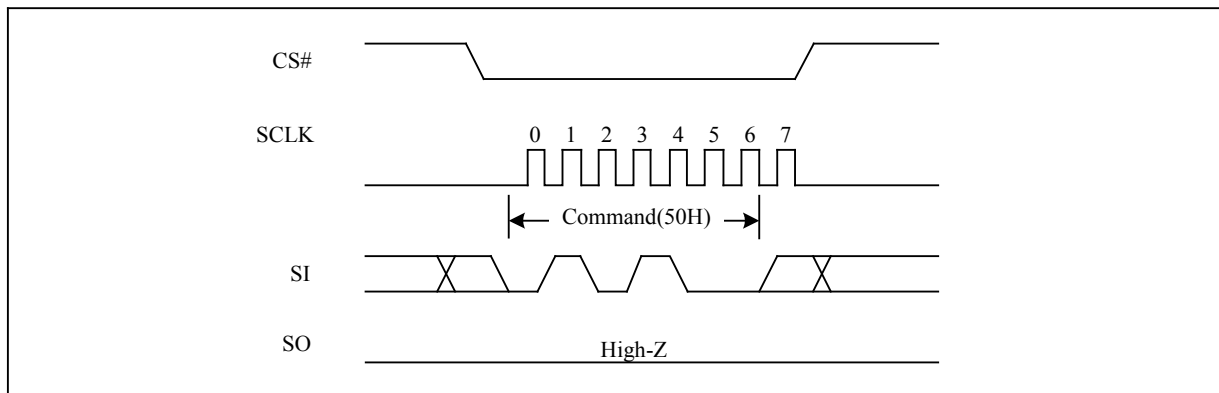 CS#
SCLK
0 1 2 3 4 5 6 7
Command(50H)
SI
SO
High-Z